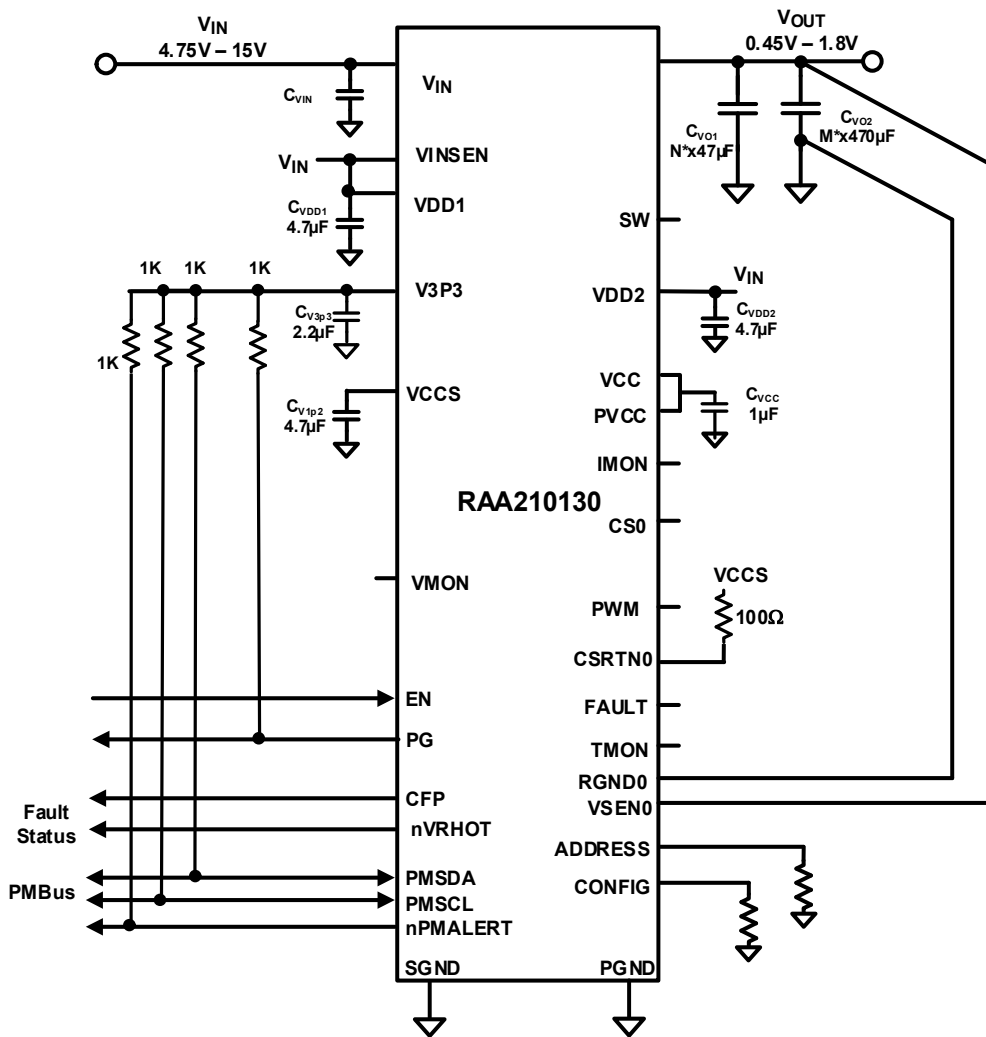 VIN
4.75V – 15V
VOUT
0.45V – 1.8V
CVIN
VIN
CVO1
N*x47µF
CVO2
M*x470µF
VIN
VINSEN
VDD1
CVDD1
4.7µF
SW
1K
1K
1K
1K
V3P3
CV3p3
2.2µF
VDD2
VIN
CVDD2
4.7µF
VCCS
CV1p2
4.7µF
VCC
PVCC
CVCC
1µF
IMON
RAA210130
CS0
VMON
PWM
VCCS
100Ω
CSRTN0
EN
FAULT
PG
TMON
RGND0
CFP
VSEN0
Fault
Status
nVRHOT
ADDRESS
PMBus
PMSDA
CONFIG
PMSCL
nPMALERT
SGND
PGND